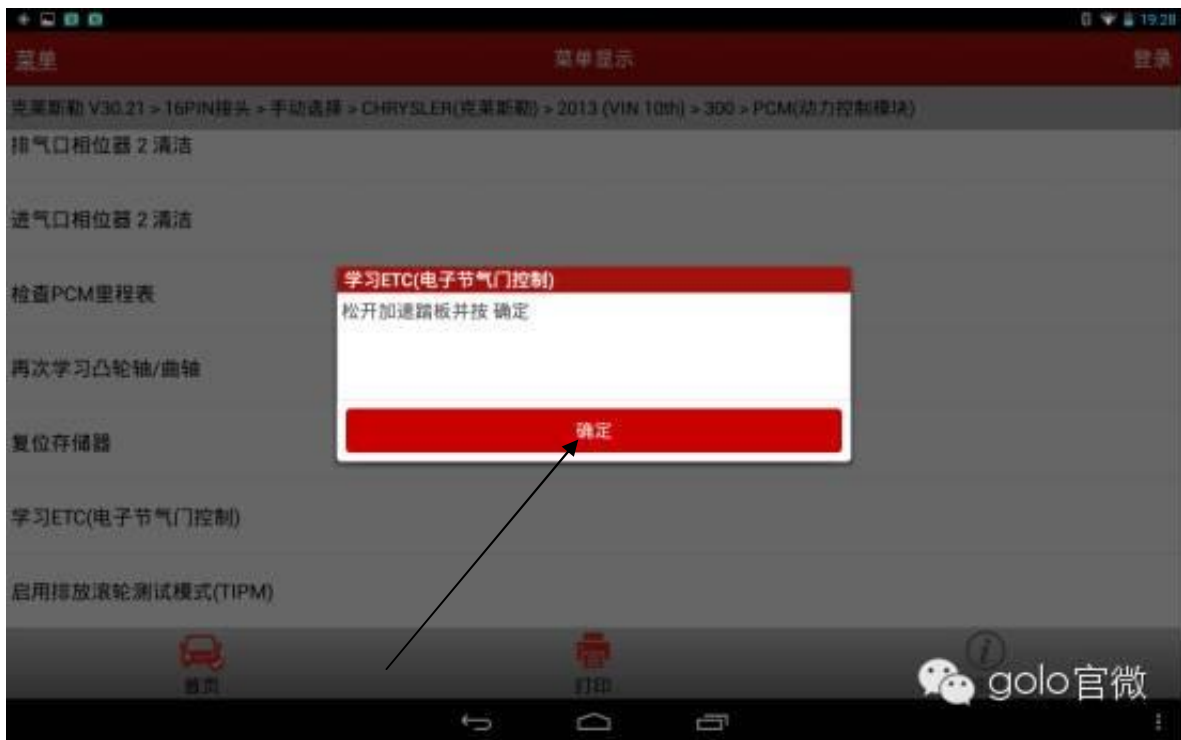 19:28
菜单
菜单显示
登录
克莱斯勒 V30.21 > 16PIN接头 > 手动选择 > CHRYSLER(克莱斯勒) > 2013 (VIN 10th) > 300 > PCM(动力控制模块)
排气口相位器 2 清洁
进气口相位器 2 清洁
检查PCM里程表
再次学习凸轮轴/曲轴
复位存储器
学习ETC(电子节气门控制)
启用排放滚轮测试模式(TIPM)
学习ETC(电子节气门控制)
松开加速踏板并按 确定
确定
首页
打印
golo官微